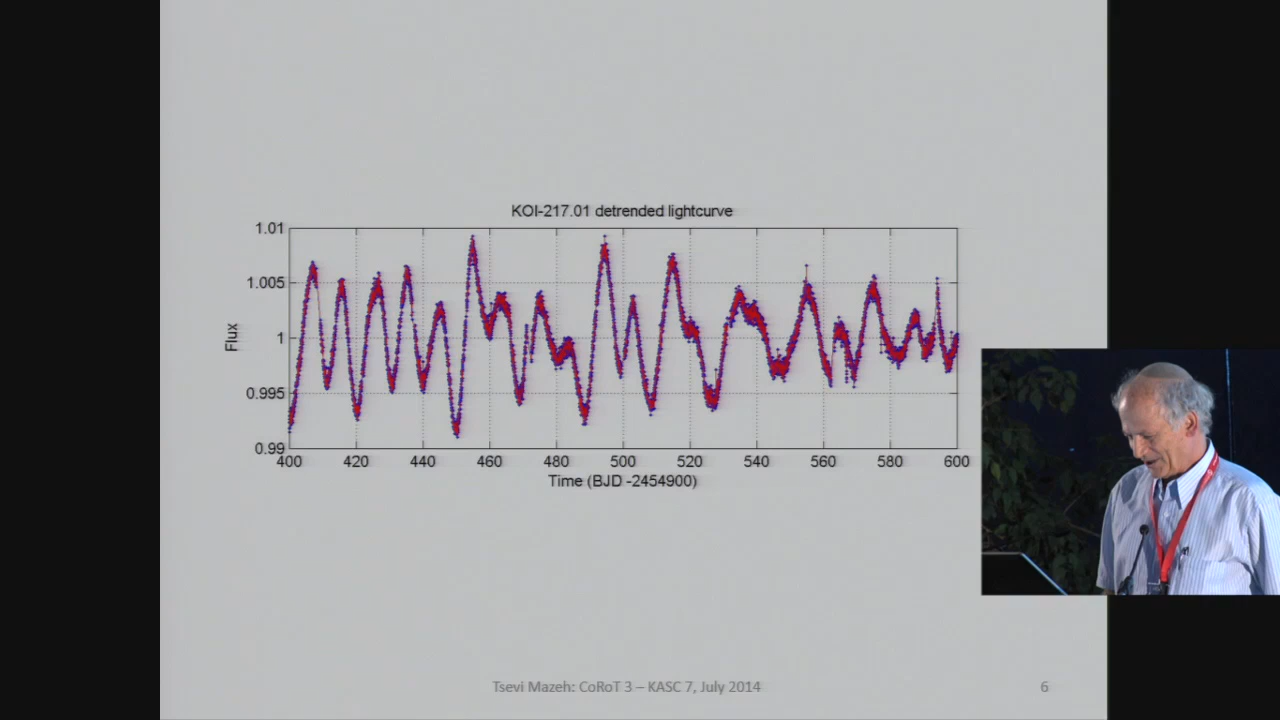 KOI-217.01 detrended lightcurve
1.01
1.005
1
0.995
0.99
Flux
400 420 440 460 480 500 520 540 560 580 600
Time (BJD -2454900)
Tsevi Mazeh: CoRoT 3 – KASC 7, July 2014
6